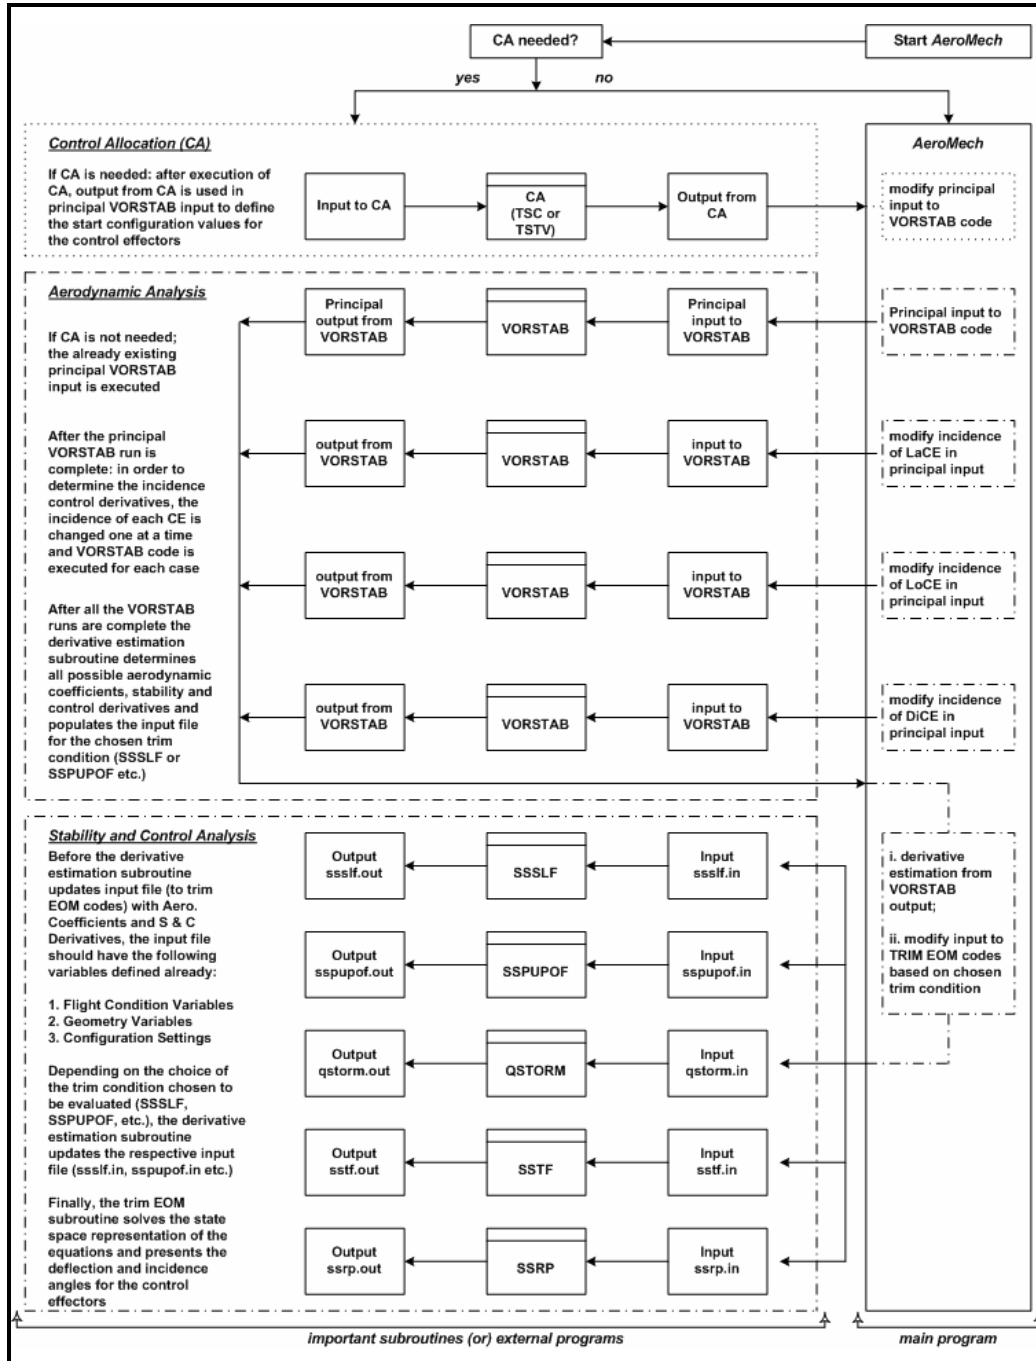 CA needed?
Start AeroMech
yes
no
Control Allocation (CA)
If CA is needed: after execution of
CA, output from CA is used in
principal VORSTAB input to define
the start configuration values for
the control effectors
Input to CA
CA
(TSC or
TSTV)
Output from
CA
AeroMech
modify principal
input to
VORSTAB code
Aerodynamic Analysis
If CA is not needed;
the already existing
principal VORSTAB
input is executed
Principal
output from
VORSTAB
VORSTAB
Principal
input to
VORSTAB
Principal input to
VORSTAB code
After the principal
VORSTAB run is
complete: in order to
determine the incidence
control derivatives, the
incidence of each CE is
changed one at a time
and VORSTAB code is
executed for each case
output from
VORSTAB
VORSTAB
input to
VORSTAB
modify incidence
of LaCE in
principal input
output from
VORSTAB
VORSTAB
input to
VORSTAB
modify incidence
of LoCE in
principal input
After all the VORSTAB
runs are complete the
derivative estimation
subroutine determines
all possible aerodynamic
coefficients, stability and
control derivatives and
populates the input file
for the chosen trim
condition (SSSLF or
SSPUPOF etc.)
output from
VORSTAB
VORSTAB
input to
VORSTAB
modify incidence
of DiCE in
principal input
Stability and Control Analysis
Before the derivative
estimation subroutine
updates input file (to trim
EOM codes) with Aero.
Coefficients and S & C
Derivatives, the input file
should have the following
variables defined already:
1. Flight Condition Variables
2. Geometry Variables
3. Configuration Settings
Depending on the choice of
the trim condition chosen to
be evaluated (SSSLF,
SSPUPOF, etc.), the derivative
estimation subroutine
updates the respective input
file (ssslf.in, sspupof.in etc.)
Finally, the trim EOM
subroutine solves the state
space representation of the
equations and presents the
deflection and incidence
angles for the control
effectors
Output
ssslf.out
SSSLF
Input
ssslf.in
Output
sspupof.out
SSPUPOF
Input
sspupof.in
Output
qstorm.out
QSTORM
Input
qstorm.in
Output
sstf.out
SSTF
Input
sstf.in
Output
ssrp.out
SSRP
Input
ssrp.in
i. derivative
estimation from
VORSTAB
output;
ii. modify input to
TRIM EOM codes
based on chosen
trim condition
important subroutines (or) external programs
main program